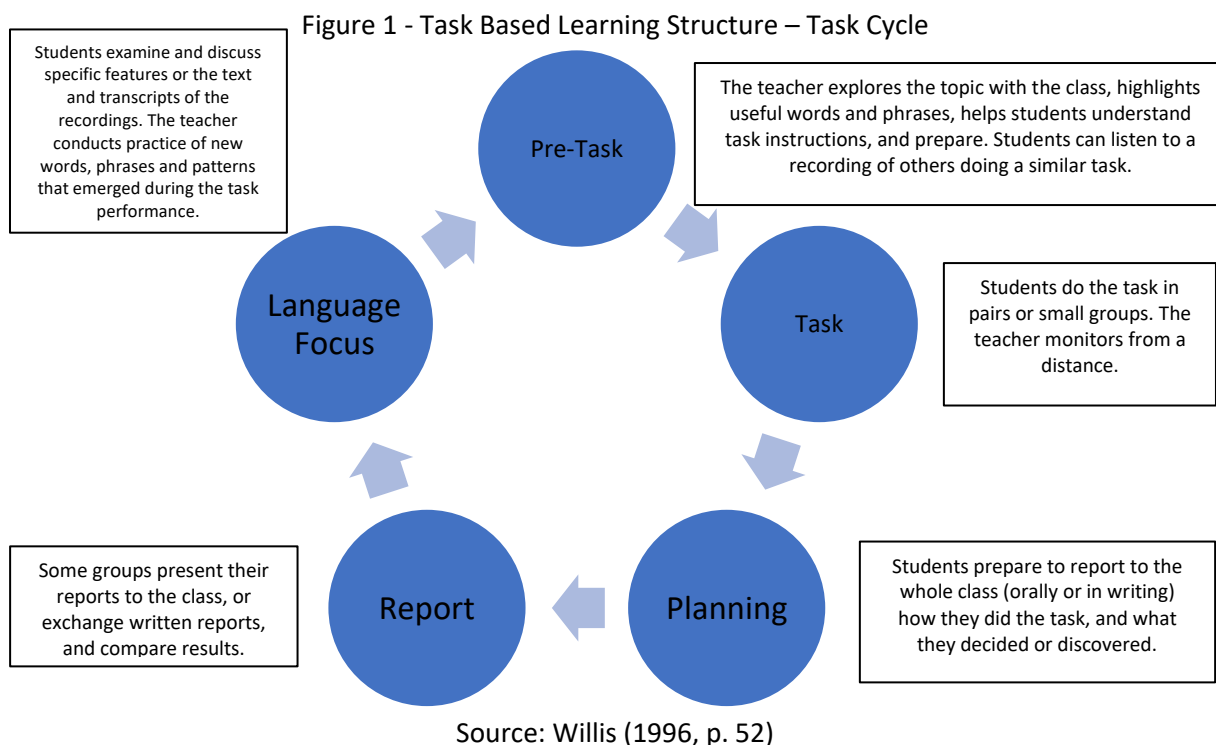 Figure 1 - Task Based Learning Structure – Task Cycle
Students examine and discuss
specific features or the text
and transcripts of the
recordings. The teacher
conducts practice of new
words, phrases and patterns
that emerged during the task
performance.
Pre-Task
The teacher explores the topic with the class, highlights
useful words and phrases, helps students understand
task instructions, and prepare. Students can listen to a
recording of others doing a similar task.
Language
Focus
Task
Students do the task in
pairs or small groups. The
teacher monitors from a
distance.
Some groups present their
reports to the class, or
exchange written reports,
and compare results.
Report
Planning
Students prepare to report to the
whole class (orally or in writing)
how they did the task, and what
they decided or discovered.
Source: Willis (1996, p. 52)